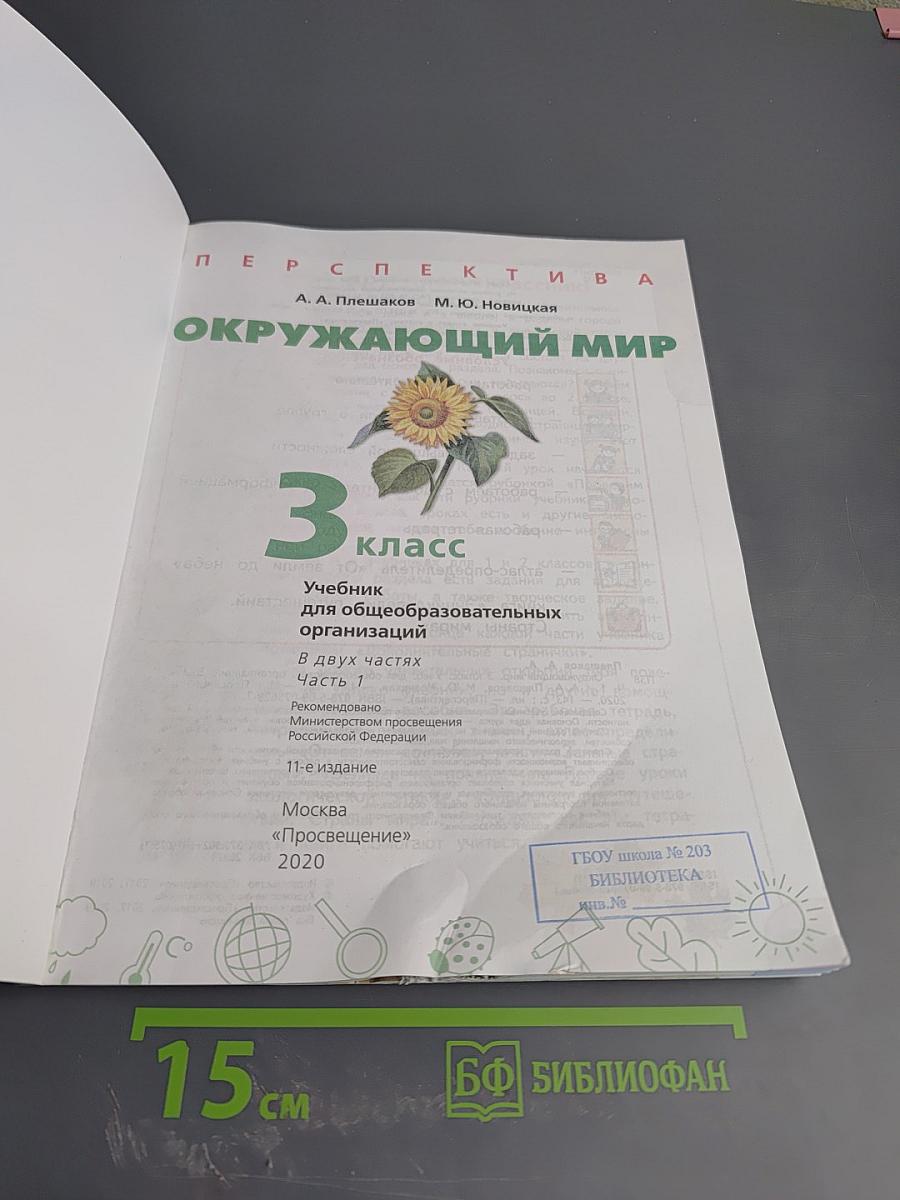 ПЕРСПЕКТИВА
А. А. Плешаков М. Ю. Новицкая
ОКРУЖАЮЩИЙ МИР
3 класс
Учебник
для общеобразовательных
организаций
В двух частях
Часть 1
Рекомендовано
Министерством просвещения
Российской Федерации
11-е издание
Москва
«Просвещение»
2020
ГБОУ школа № 203
БИБЛИОТЕКА
инв.№
15 см
БФ БИБЛИОФАН